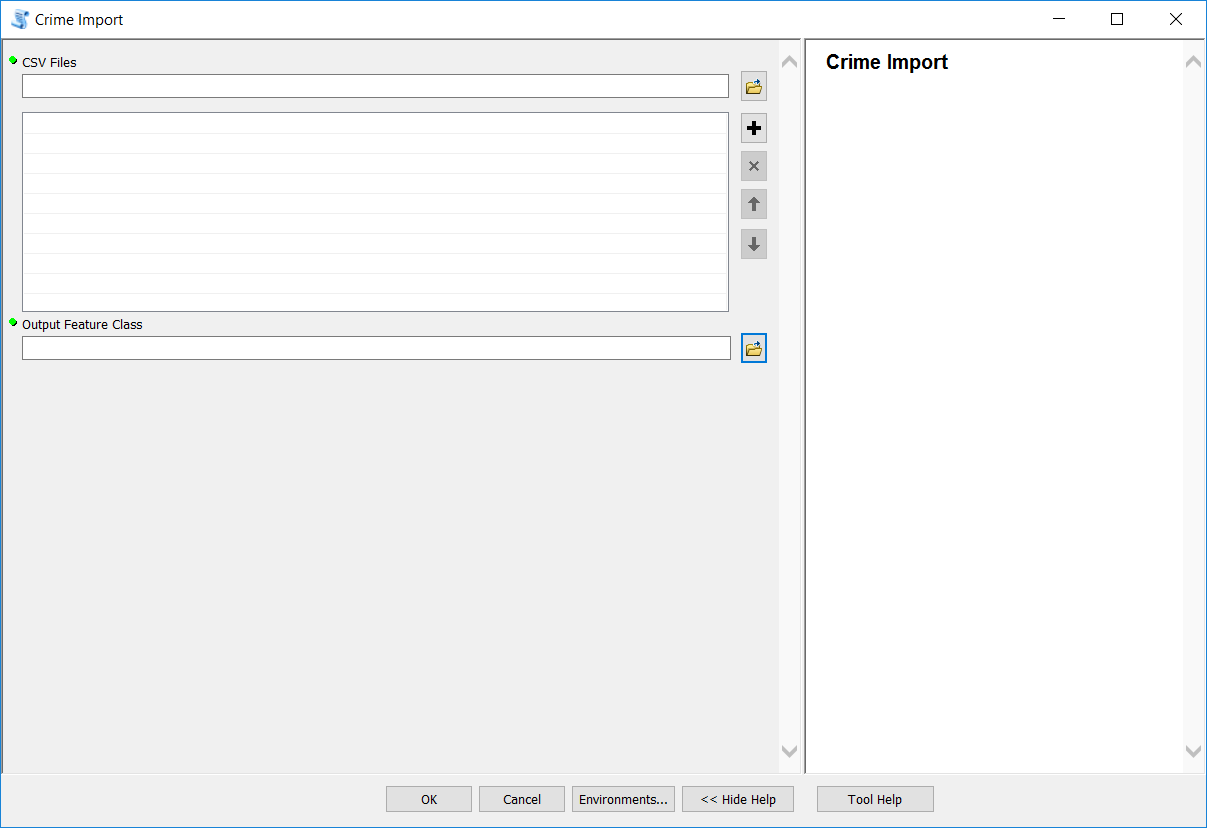 Crime Import
CSV Files
Output Feature Class
Crime Import
OK
Cancel
Environments...
<< Hide Help
Tool Help